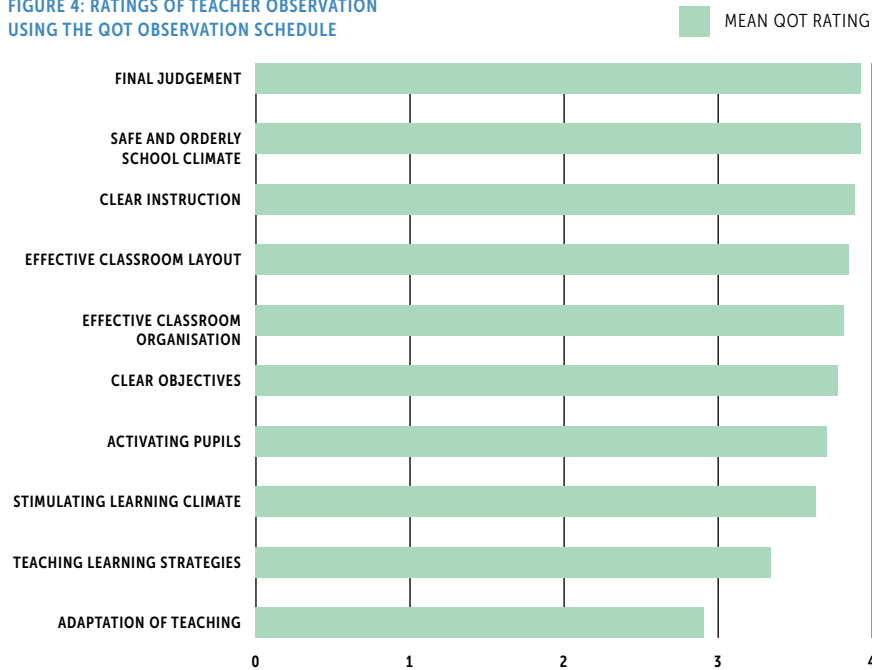 FIGURE 4: RATINGS OF TEACHER OBSERVATION
USING THE QOT OBSERVATION SCHEDULE
MEAN QOT RATING
FINAL JUDGEMENT
SAFE AND ORDERLY
SCHOOL CLIMATE
CLEAR INSTRUCTION
EFFECTIVE CLASSROOM LAYOUT
EFFECTIVE CLASSROOM
ORGANISATION
CLEAR OBJECTIVES
ACTIVATING PUPILS
STIMULATING LEARNING CLIMATE
TEACHING LEARNING STRATEGIES
ADAPTATION OF TEACHING
0 1 2 3 4